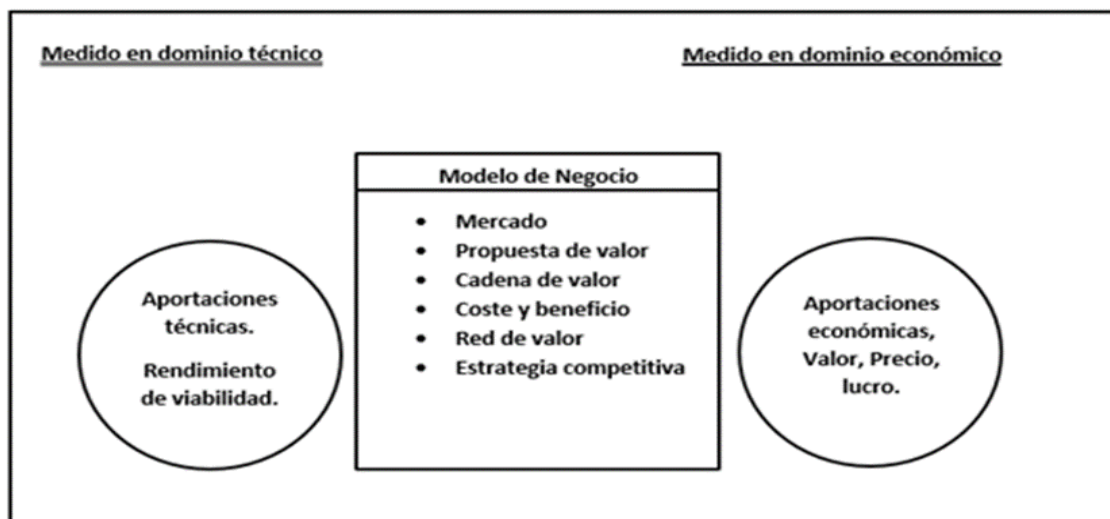 Medido en dominio técnico
Medido en dominio económico
Modelo de Negocio
• Mercado
• Propuesta de valor
• Cadena de valor
• Coste y beneficio
• Red de valor
• Estrategia competitiva
Aportaciones
técnicas.
Rendimiento
de viabilidad.
Aportaciones
económicas,
Valor, Precio,
lucro.